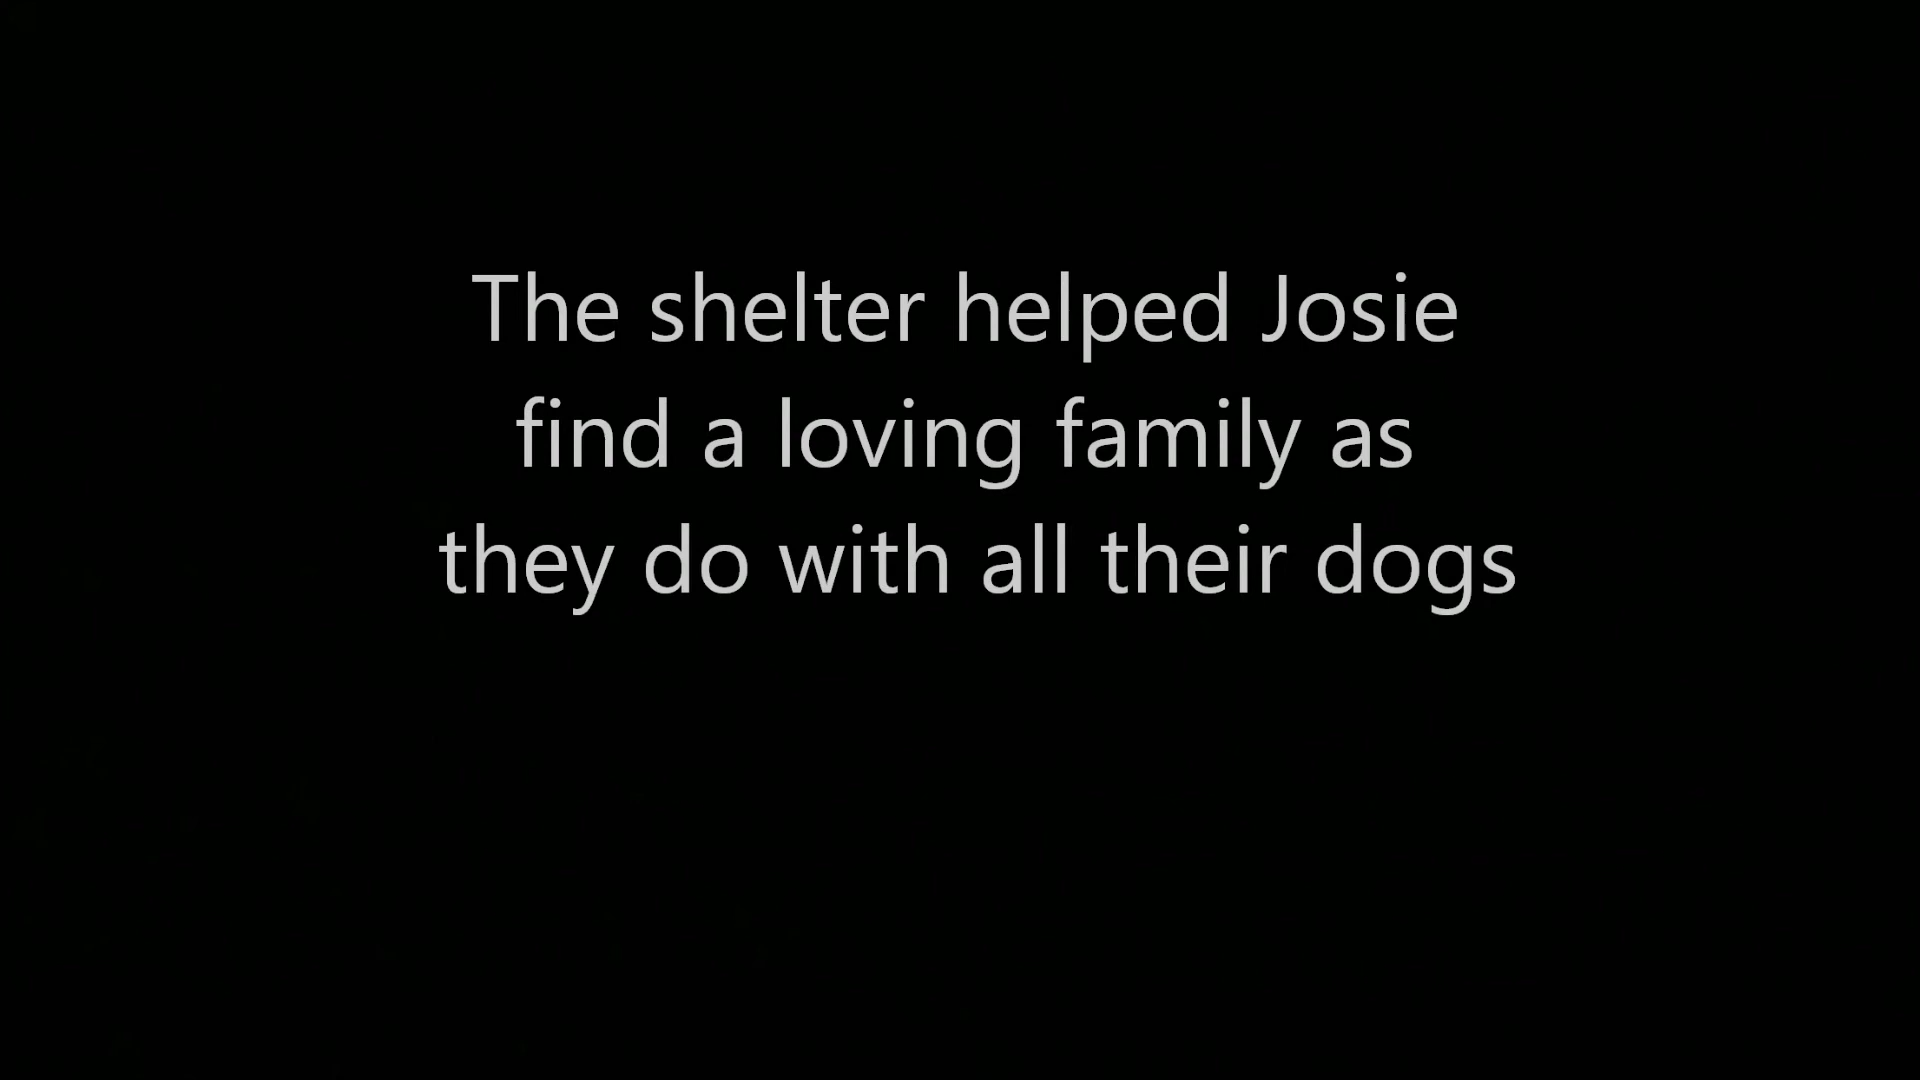 The shelter helped Josie
find a loving family as
they do with all their dogs